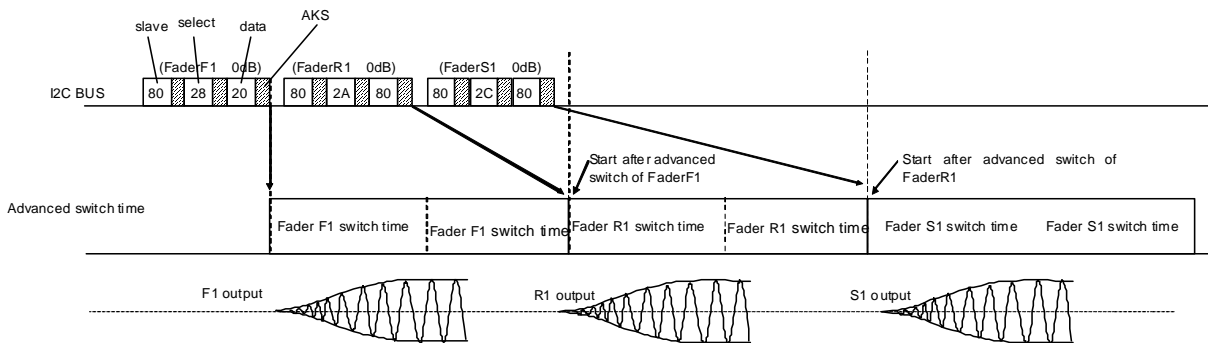 slave select data AKS
(FaderF1 0dB) (FaderR1 0dB) (FaderS1 0dB)
I2C BUS 80 28 20 80 2A 80 80 2C 80
Start after advanced
switch of FaderF1
Start after advanced switch of
FaderR1
Advanced switch time
Fader F1 switch time Fader F1 switch time Fader R1 switch time Fader R1 switch time Fader S1 switch time Fader S1 switch time
F1 output R1 output S1 output